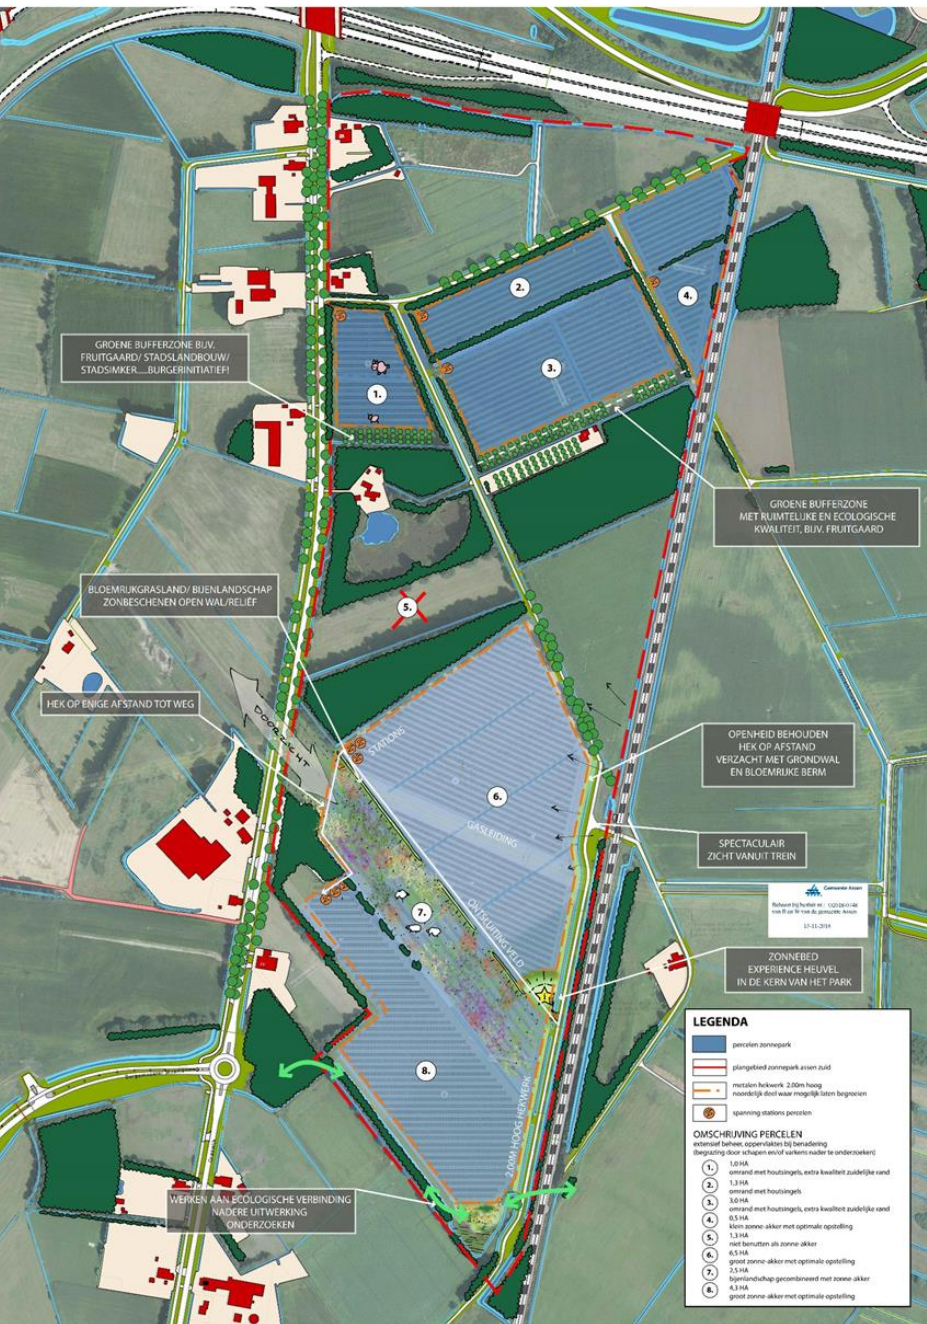 GROENE BUFFERZONE BIJV.
FRUITGAARD/ STADSLANDBOUW/
STADSIMKER.....BURGERINITIATIEF!
1.
2.
3.
4.
GROENE BUFFERZONE
MET RUIMTELIJKE EN ECOLOGISCHE
KWALITEIT, BIJV. FRUITGAARD
BLOEMRIJKGRASLAND/ BIJENLANDSCHAP
ZONBESCHENEN OPEN WAL/RELIËF
5.
HEK OP ENIGE AFSTAND TOT WEG
DOORZICHT
STATIONS
6.
GASLEIDING
OPENHEID BEHOUDEN
HEK OP AFSTAND
VERZACHT MET GRONDWAL
EN BLOEMRIJKE BERM
SPECTACULAIR
ZICHT VANUIT TREIN
7.
ONTSLUITING VELD
Gemeente Assen
van B en W van de gemeente Assen
ZONNEBED
EXPERIENCE HEUVEL
IN DE KERN VAN HET PARK
8.
2.00M HOOG HEKWERK
WERKEN AAN ECOLOGISCHE VERBINDING
NADERE UITWERKING
ONDERZOEKEN
LEGENDA
percelen zonnepark
plangebied zonnepark assen zuid
metalen hekwerk 2.00m hoog
noordelijk deel waar mogelijk laten begroeien
spanning stations percelen
OMSCHRIJVING PERCELEN
extensief beheer, oppervlaktes bij benadering
(begrazing door schapen en/of varkens nader te onderzoeken)
1. 1,0 HA
omrand met houtsingels, extra kwaliteit zuidelijke rand
2. 1,3 HA
omrand met houtsingels
3. 3,0 HA
omrand met houtsingels, extra kwaliteit zuidelijke rand
4. 0,5 HA
klein zonne-akker met optimale opstelling
5. 1,3 HA
niet benutten als zonne akker
6. 6,5 HA
groot zonne-akker met optimale opstelling
7. 2,5 HA
bijenlandschap gecombineerd met zonne-akker
8. 4,3 HA
groot zonne-akker met optimale opstelling